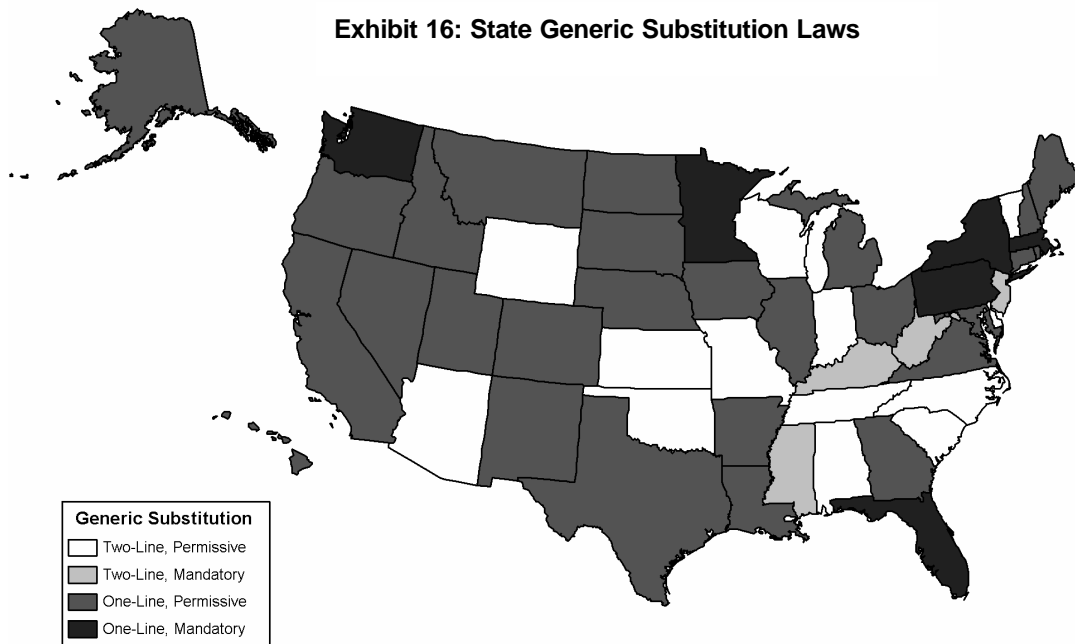 Exhibit 16: State Generic Substitution Laws
Generic Substitution
Two-Line, Permissive
Two-Line, Mandatory
One-Line, Permissive
One-Line, Mandatory